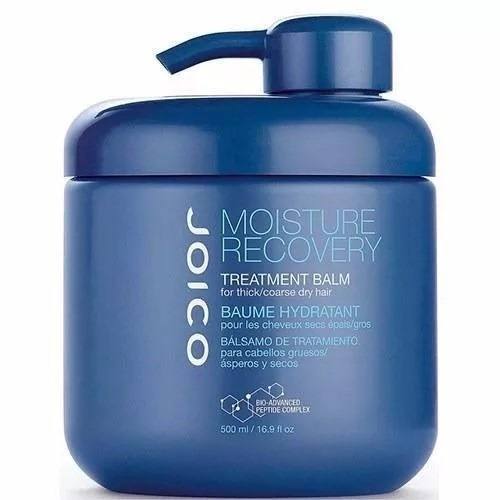 JOICO
MOISTURE
RECOVERY
TREATMENT BALM
for thick/coarse dry hair
BAUME HYDRATANT
pour les cheveux secs épais/gros
BÁLSAMO DE TRATAMIENTO
para cabellos gruesos/
ásperos y secos
BIO-ADVANCED
PEPTIDE COMPLEX
500 ml / 16.9 fl oz